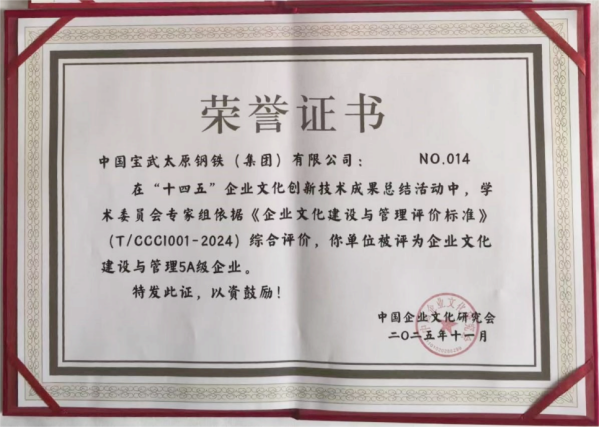 荣誉证书
中国宝武太原钢铁（集团）有限公司： NO.014
在“十四五”企业文化创新技术成果总结活动中，学
术委员会专家组依据《企业文化建设与管理评价标准》
（T/CCCI001-2024）综合评价，你单位被评为企业文化
建设与管理5A级企业。
特发此证，以资鼓励！
中国企业文化研究会
二〇二五年十一月